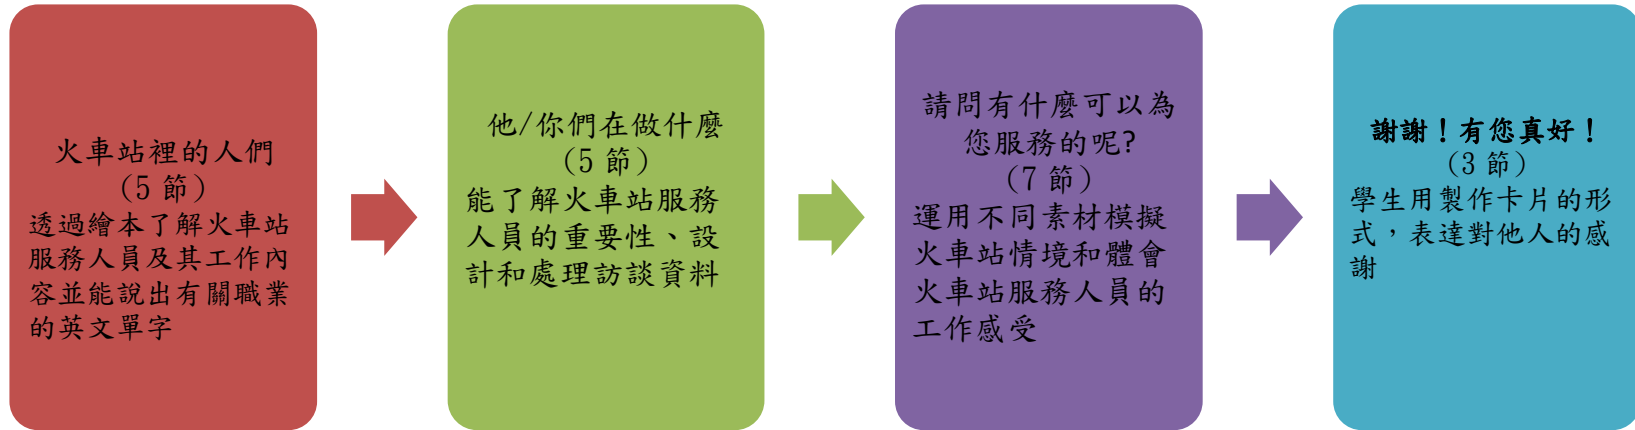 火車站裡的人們
(5 節)
透過繪本了解火車站
服務人員及其工作內
容並能說出有關職業
的英文單字
他/你們在做什麼
(5 節)
能了解火車站服務
人員的重要性、設
計和處理訪談資料
請問有什麼可以為
您服務的呢?
(7 節)
運用不同素材模擬
火車站情境和體會
火車站服務人員的
工作感受
謝謝！有您真好！
(3 節)
學生用製作卡片的形
式，表達對他人的感
謝